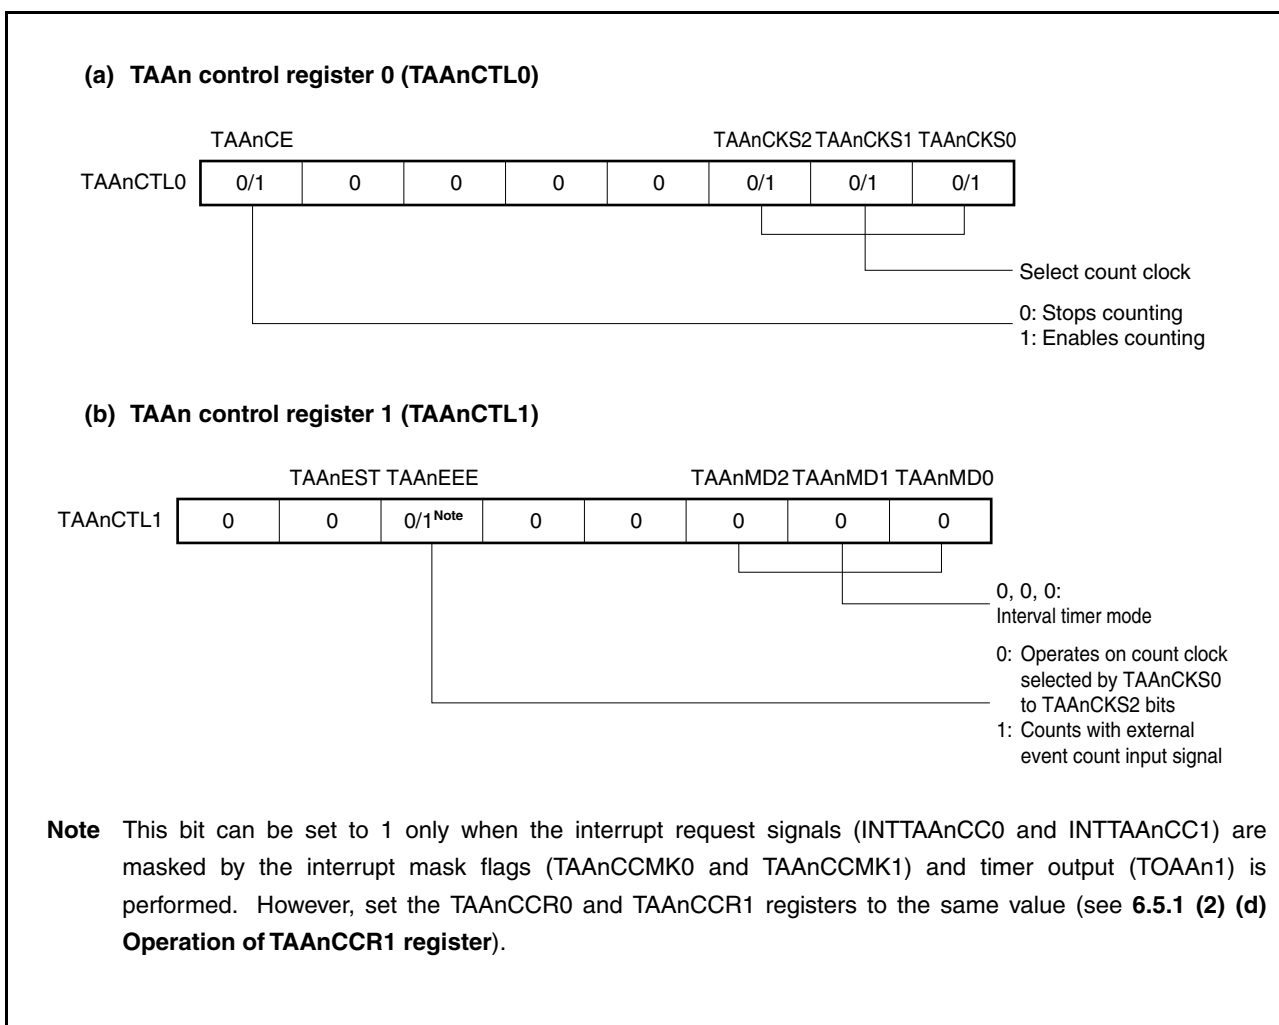 (a) TAAn control register 0 (TAAnCTL0)
TAAnCE TAAnCKS2 TAAnCKS1 TAAnCKS0
TAAnCTL0 0/1 0 0 0 0 0/1 0/1 0/1
Select count clock
0: Stops counting
1: Enables counting
(b) TAAn control register 1 (TAAnCTL1)
TAAnEST TAAnEEE TAAnMD2 TAAnMD1 TAAnMD0
TAAnCTL1 0 0 0/1Note 0 0 0 0 0
0, 0, 0:
Interval timer mode
0: Operates on count clock
selected by TAAnCKS0
to TAAnCKS2 bits
1: Counts with external
event count input signal
Note This bit can be set to 1 only when the interrupt request signals (INTTAAnCC0 and INTTAAnCC1) are
masked by the interrupt mask flags (TAAnCCMK0 and TAAnCCMK1) and timer output (TOAAn1) is
performed. However, set the TAAnCCR0 and TAAnCCR1 registers to the same value (see 6.5.1 (2) (d)
Operation of TAAnCCR1 register).